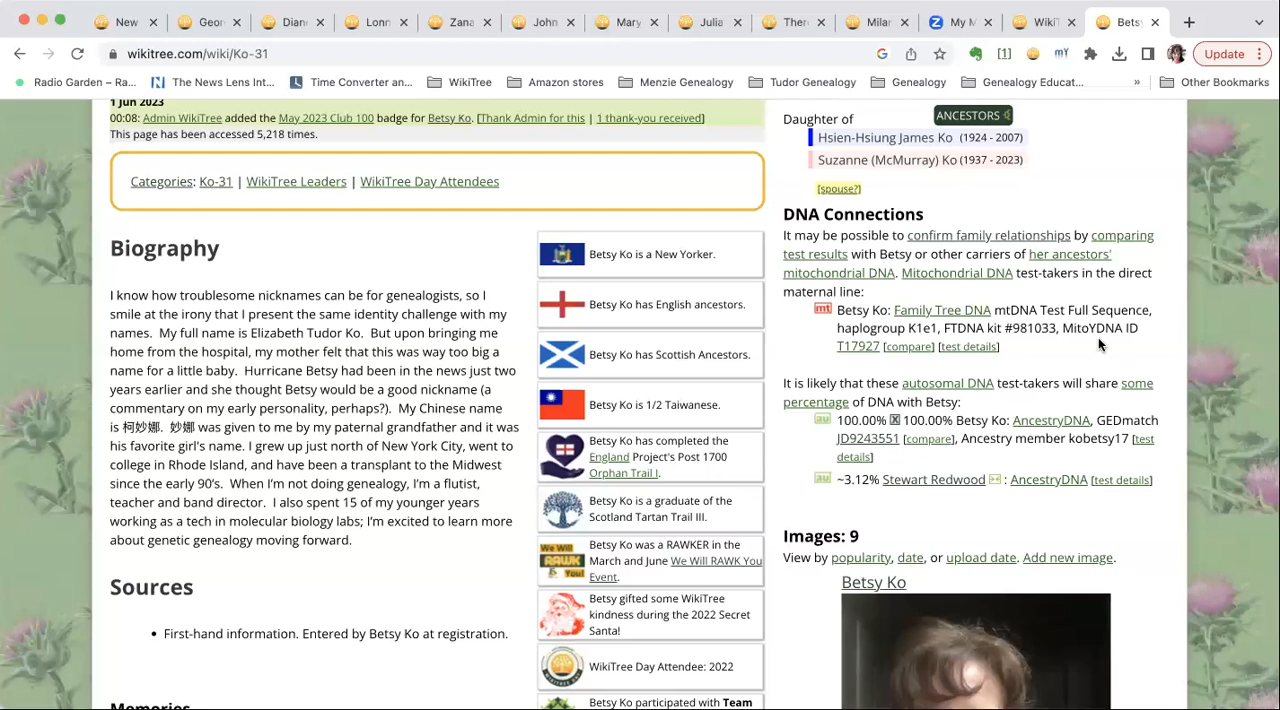 New
Geor
Dian
Lonn
Zana
John
Mary
Julia
Ther
Milar
My M
WikiT
Betsy
wikitree.com/wiki/Ko-31
Update
Radio Garden – Ra...
The News Lens Int...
Time Converter an...
WikiTree
Amazon stores
Menzie Genealogy
Tudor Genealogy
Genealogy
Genealogy Educat...
»
Other Bookmarks
1 Jun 2023
00:08: Admin WikiTree added the May 2023 Club 100 badge for Betsy Ko. [Thank Admin for this | 1 thank-you received]
This page has been accessed 5,218 times.
Categories: Ko-31 | WikiTree Leaders | WikiTree Day Attendees
Biography
I know how troublesome nicknames can be for genealogists, so I
smile at the irony that I present the same identity challenge with my
names. My full name is Elizabeth Tudor Ko. But upon bringing me
home from the hospital, my mother felt that this was way too big a
name for a little baby. Hurricane Betsy had been in the news just two
years earlier and she thought Betsy would be a good nickname (a
commentary on my early personality, perhaps?). My Chinese name
is 柯妙娜. 妙娜 was given to me by my paternal grandfather and it was
his favorite girl's name. I grew up just north of New York City, went to
college in Rhode Island, and have been a transplant to the Midwest
since the early 90's. When I'm not doing genealogy, I'm a flutist,
teacher and band director. I also spent 15 of my younger years
working as a tech in molecular biology labs; I'm excited to learn more
about genetic genealogy moving forward.
Sources
• First-hand information. Entered by Betsy Ko at registration.
Memories
Betsy Ko is a New Yorker.
Betsy Ko has English ancestors.
Betsy Ko has Scottish Ancestors.
Betsy Ko is 1/2 Taiwanese.
Betsy Ko has completed the
England Project's Post 1700
Orphan Trail I.
Betsy Ko is a graduate of the
Scotland Tartan Trail III.
We Will
RAWK
You!
Betsy Ko was a RAWKER in the
March and June We Will RAWK You
Event.
Betsy gifted some WikiTree
kindness during the 2022 Secret
Santa!
WikiTree Day Attendee: 2022
Betsy Ko participated with Team
Daughter of
ANCESTORS
Hsien-Hsiung James Ko (1924 - 2007)
Suzanne (McMurray) Ko (1937 - 2023)
[spouse?]
DNA Connections
It may be possible to confirm family relationships by comparing
test results with Betsy or other carriers of her ancestors'
mitochondrial DNA. Mitochondrial DNA test-takers in the direct
maternal line:
mt Betsy Ko: Family Tree DNA mtDNA Test Full Sequence,
haplogroup K1e1, FTDNA kit #981033, MitoYDNA ID
T17927 [compare] [test details]
It is likely that these autosomal DNA test-takers will share some
percentage of DNA with Betsy:
au 100.00% X 100.00% Betsy Ko: AncestryDNA, GEDmatch
JD9243551 [compare], Ancestry member kobetsy17 [test
details]
au ~3.12% Stewart Redwood : AncestryDNA [test details]
Images: 9
View by popularity, date, or upload date. Add new image.
Betsy Ko